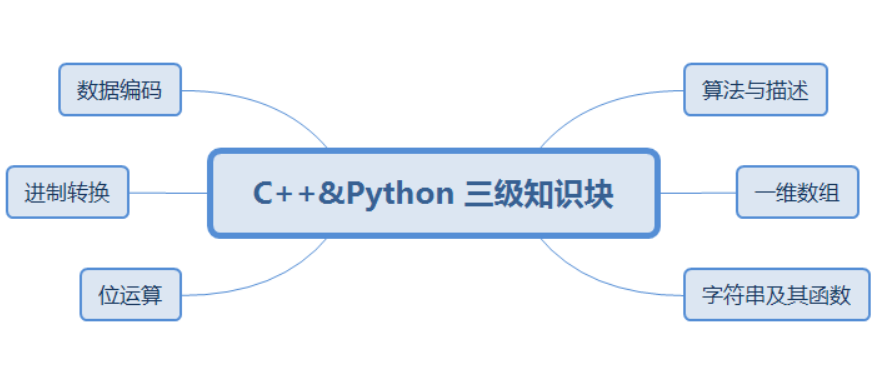 数据编码
算法与描述
进制转换
C++&Python 三级知识块
一维数组
位运算
字符串及其函数